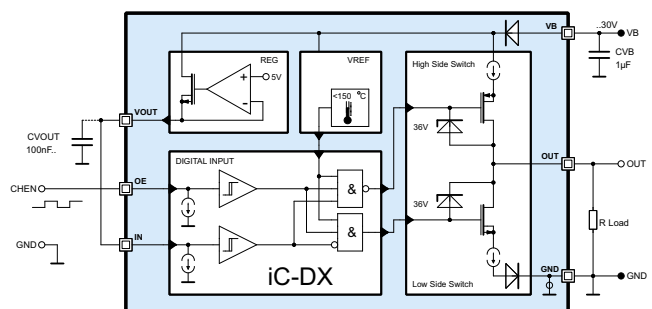 REG
VREF
VB
..30V
VB
CVB
1µF
5V
+
-
<150 °C
High Side Switch
36V
VOUT
CVOUT
100nF..
DIGITAL INPUT
OE
CHEN
&
OUT
OUT
36V
&
IN
GND
R Load
iC-DX
Low Side Switch
GND
GND